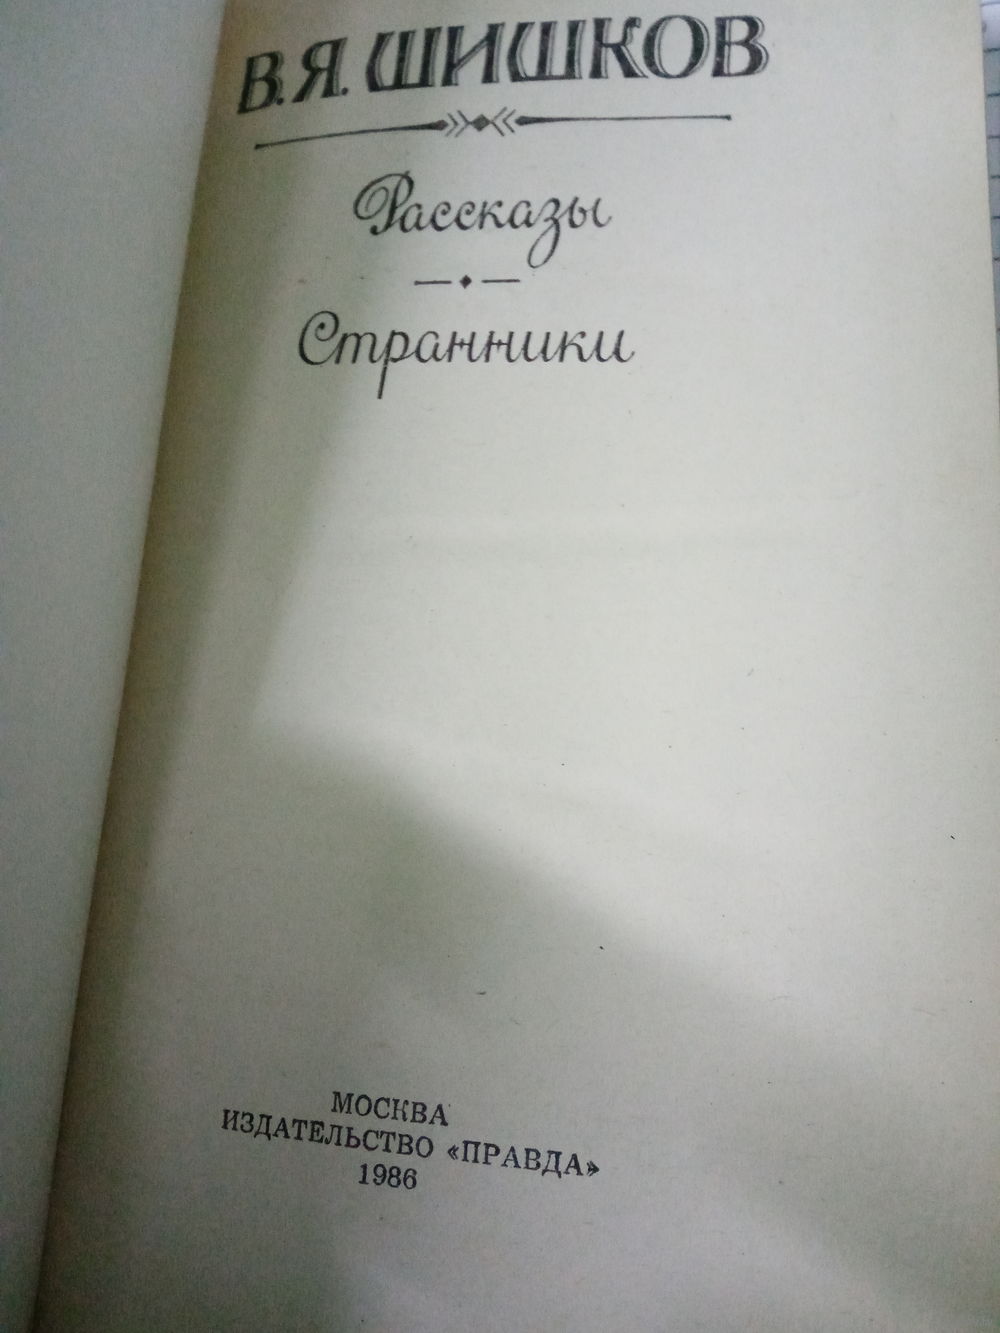 В.Я. ШИШКОВ
Рассказы
Странники
МОСКВА
ИЗДАТЕЛЬСТВО «ПРАВДА»
1986